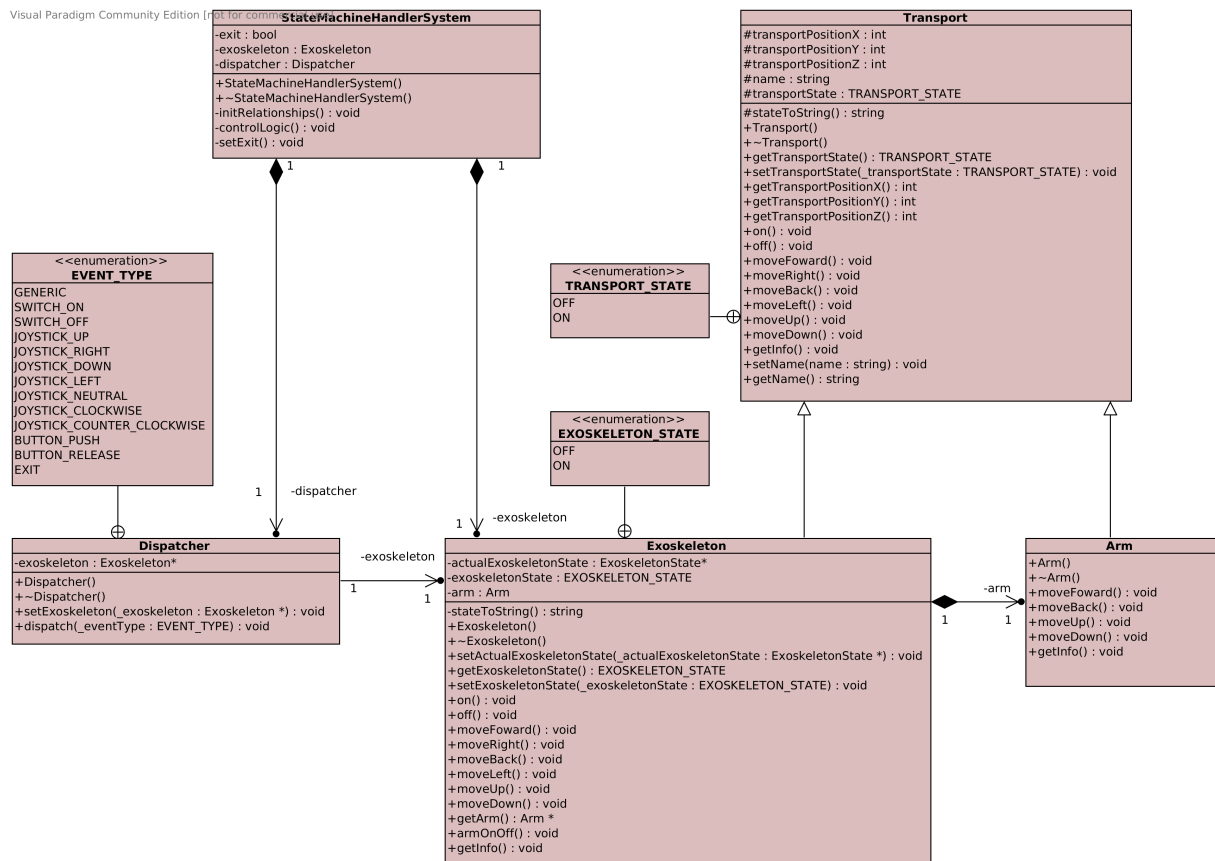 Visual Paradigm Community Edition [not for commercial use]
StateMachineHandlerSystem
-exit : bool
-exoskeleton : Exoskeleton
-dispatcher : Dispatcher
+StateMachineHandlerSystem()
+~StateMachineHandlerSystem()
-initRelationships() : void
-controlLogic() : void
-setExit() : void
1
1
Transport
#transportPositionX : int
#transportPositionY : int
#transportPositionZ : int
#name : string
#transportState : TRANSPORT_STATE
#stateToString() : string
+Transport()
+~Transport()
+getTransportState() : TRANSPORT_STATE
+setTransportState(_transportState : TRANSPORT_STATE) : void
+getTransportPositionX() : int
+getTransportPositionY() : int
+getTransportPositionZ() : int
+on() : void
+off() : void
+moveFoward() : void
+moveRight() : void
+moveBack() : void
+moveLeft() : void
+moveUp() : void
+moveDown() : void
+getInfo() : void
+setName(name : string) : void
+getName() : string
<<enumeration>>
EVENT_TYPE
GENERIC
SWITCH_ON
SWITCH_OFF
JOYSTICK_UP
JOYSTICK_RIGHT
JOYSTICK_DOWN
JOYSTICK_LEFT
JOYSTICK_NEUTRAL
JOYSTICK_CLOCKWISE
JOYSTICK_COUNTER_CLOCKWISE
BUTTON_PUSH
BUTTON_RELEASE
EXIT
<<enumeration>>
TRANSPORT_STATE
OFF
ON
<<enumeration>>
EXOSKELETON_STATE
OFF
ON
1
-dispatcher
1
-exoskeleton
Dispatcher
-exoskeleton : Exoskeleton*
+Dispatcher()
+~Dispatcher()
+setExoskeleton(_exoskeleton : Exoskeleton *) : void
+dispatch(_eventType : EVENT_TYPE) : void
-exoskeleton
1
1
Exoskeleton
-actualExoskeletonState : ExoskeletonState*
-exoskeletonState : EXOSKELETON_STATE
-arm : Arm
-stateToString() : string
+Exoskeleton()
+~Exoskeleton()
+setActualExoskeletonState(_actualExoskeletonState : ExoskeletonState *) : void
+getExoskeletonState() : EXOSKELETON_STATE
+setExoskeletonState(_exoskeletonState : EXOSKELETON_STATE) : void
+on() : void
+off() : void
+moveFoward() : void
+moveRight() : void
+moveBack() : void
+moveLeft() : void
+moveUp() : void
+moveDown() : void
+getArm() : Arm *
+armOnOff() : void
+getInfo() : void
-arm
1
1
Arm
+Arm()
+~Arm()
+moveFoward() : void
+moveBack() : void
+moveUp() : void
+moveDown() : void
+getInfo() : void